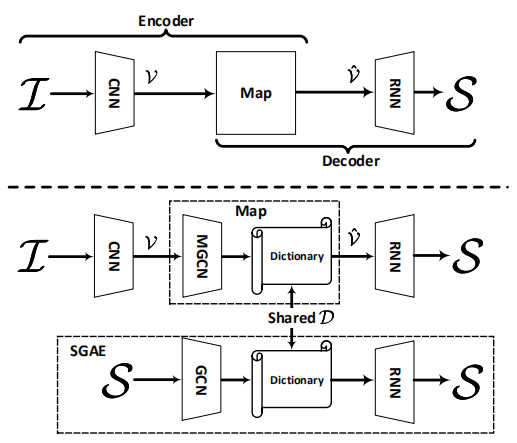 Encoder
I CNN V Map V̂ RNN S
Decoder
Map
I CNN V MGCN Dictionary V̂ RNN S
Shared D
SGAE
S GCN Dictionary RNN S